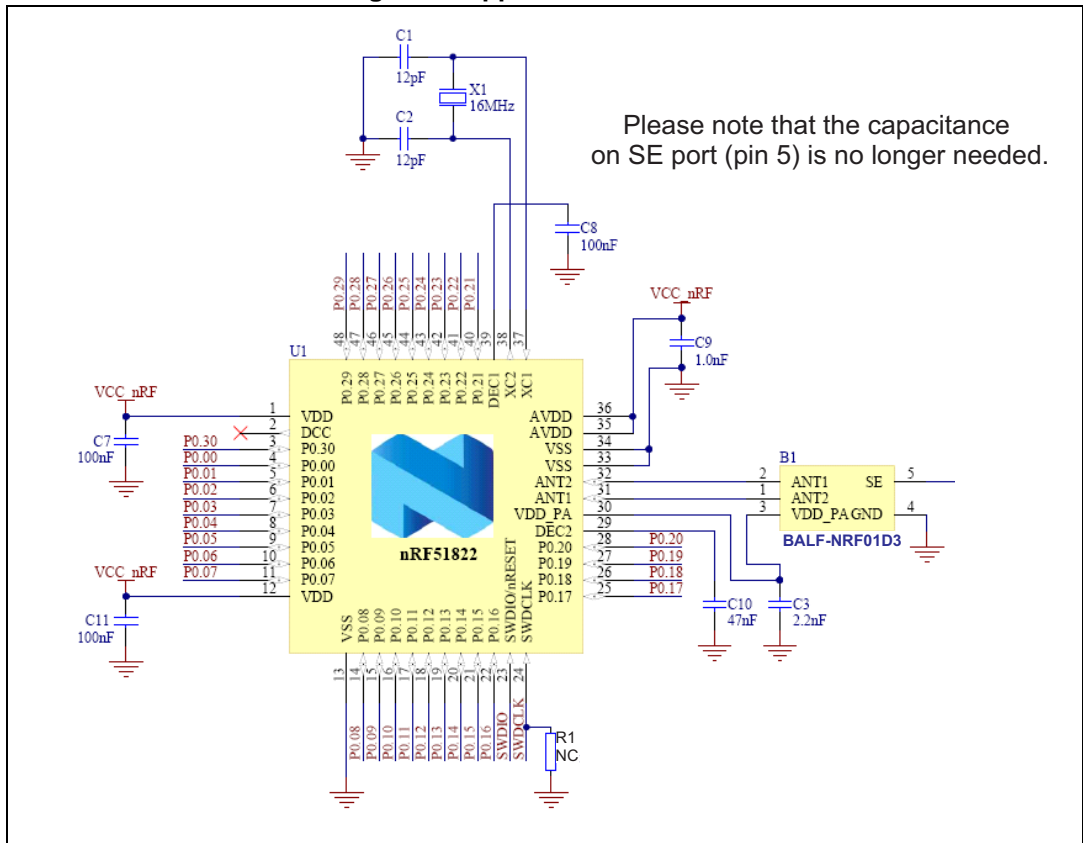 C1
12pF
X1
16MHz
C2
12pF
Please note that the capacitance
on SE port (pin 5) is no longer needed.
C8
100nF
P0.29
P0.28
P0.27
P0.26
P0.25
P0.24
P0.23
P0.22
P0.21
48
47
46
45
44
43
42
41
40
39
38
37
VCC_nRF
C9
1.0nF
U1
P0.29
P0.28
P0.27
P0.26
P0.25
P0.24
P0.23
P0.22
P0.21
DEC1
XC2
XC1
VCC_nRF
C7
100nF
1 VDD
2 DCC
P0.30 3 P0.30
P0.00 4 P0.00
P0.01 5 P0.01
P0.02 6 P0.02
P0.03 7 P0.03
P0.04 8 P0.04
P0.05 9 P0.05
P0.06 10 P0.06
P0.07 11 P0.07
12 VDD
VCC_nRF
C11
100nF
nRF51822
AVDD 36
AVDD 35
VSS 34
VSS 33
ANT2 32
ANT1 31
VDD_PA 30
DEC2 29
P0.20 28 P0.20
P0.19 27 P0.19
P0.18 26 P0.18
P0.17 25 P0.17
B1
2 ANT1 SE 5
1 ANT2
3 VDD_PA GND 4
BALF-NRF01D3
C10
47nF
C3
2.2nF
VSS
P0.08
P0.09
P0.10
P0.11
P0.12
P0.13
P0.14
P0.15
P0.16
SWDIO/nRESET
SWDCLK
13
14
15
16
17
18
19
20
21
22
23
24
P0.08
P0.09
P0.10
P0.11
P0.12
P0.13
P0.14
P0.15
P0.16
SWDIO
SWDCLK
R1
NC